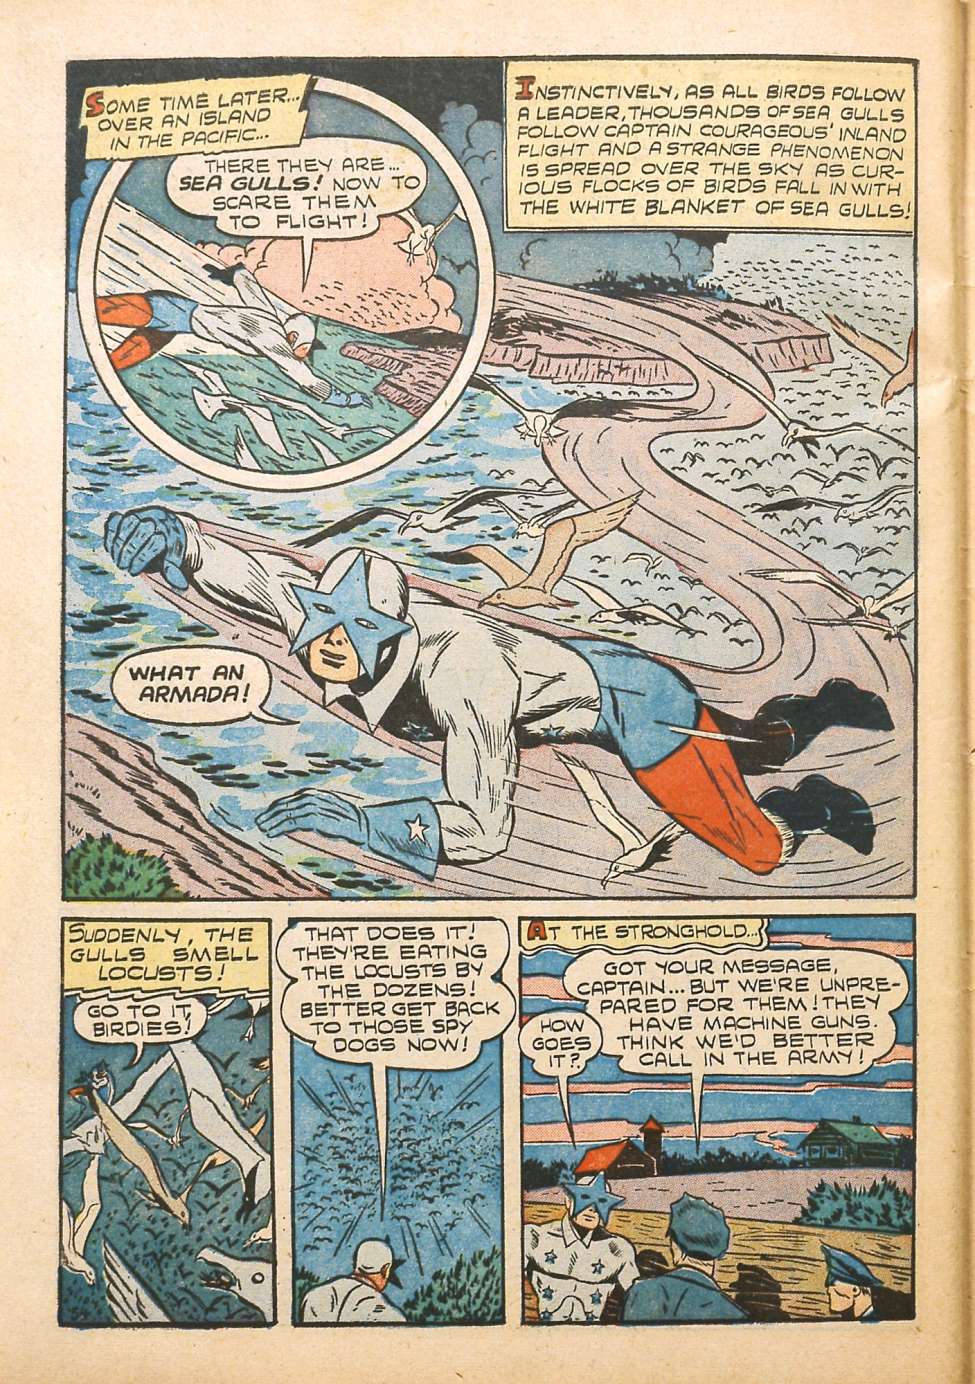 SOME TIME LATER...
OVER AN ISLAND
IN THE PACIFIC...
THERE THEY ARE...
SEA GULLS! NOW TO
SCARE THEM
TO FLIGHT!
INSTINCTIVELY, AS ALL BIRDS FOLLOW
A LEADER, THOUSANDS OF SEA GULLS
FOLLOW CAPTAIN COURAGEOUS' INLAND
FLIGHT AND A STRANGE PHENOMENON
IS SPREAD OVER THE SKY AS CUR-
IOUS FLOCKS OF BIRDS FALL IN WITH
THE WHITE BLANKET OF SEA GULLS!
WHAT AN
ARMADA!
SUDDENLY, THE
GULLS SMELL
LOCUSTS!
GO TO IT,
BIRDIES!
THAT DOES IT!
THEY'RE EATING
THE LOCUSTS BY
THE DOZENS!
BETTER GET BACK
TO THOSE SPY
DOGS NOW!
AT THE STRONGHOLD...
HOW
GOES
IT?
GOT YOUR MESSAGE,
CAPTAIN... BUT WE'RE UNPRE-
PARED FOR THEM! THEY
HAVE MACHINE GUNS.
THINK WE'D BETTER
CALL IN THE ARMY!